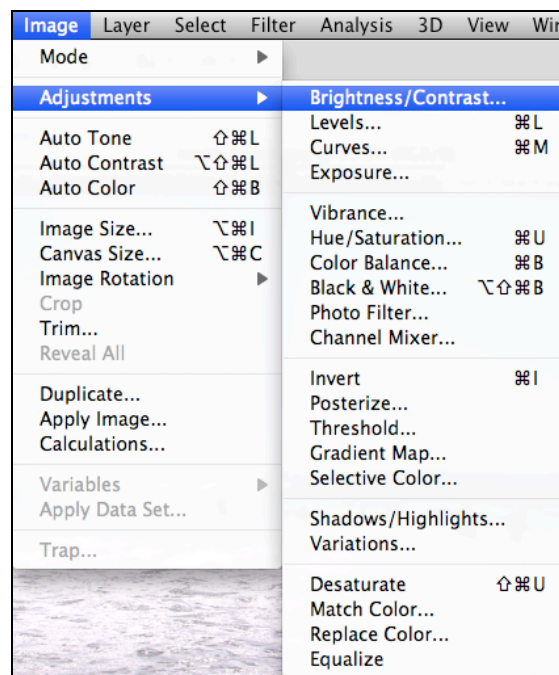 Image Layer Select Filter Analysis 3D View Wir
Mode ▶
Adjustments ▶
Auto Tone ⇧⌘L
Auto Contrast ⌥⇧⌘L
Auto Color ⇧⌘B
Image Size... ⌥⌘I
Canvas Size... ⌥⌘C
Image Rotation ▶
Crop
Trim...
Reveal All
Duplicate...
Apply Image...
Calculations...
Variables ▶
Apply Data Set...
Trap...
Brightness/Contrast...
Levels... ⌘L
Curves... ⌘M
Exposure...
Vibrance...
Hue/Saturation... ⌘U
Color Balance... ⌘B
Black & White... ⌥⇧⌘B
Photo Filter...
Channel Mixer...
Invert ⌘I
Posterize...
Threshold...
Gradient Map...
Selective Color...
Shadows/Highlights...
Variations...
Desaturate ⇧⌘U
Match Color...
Replace Color...
Equalize